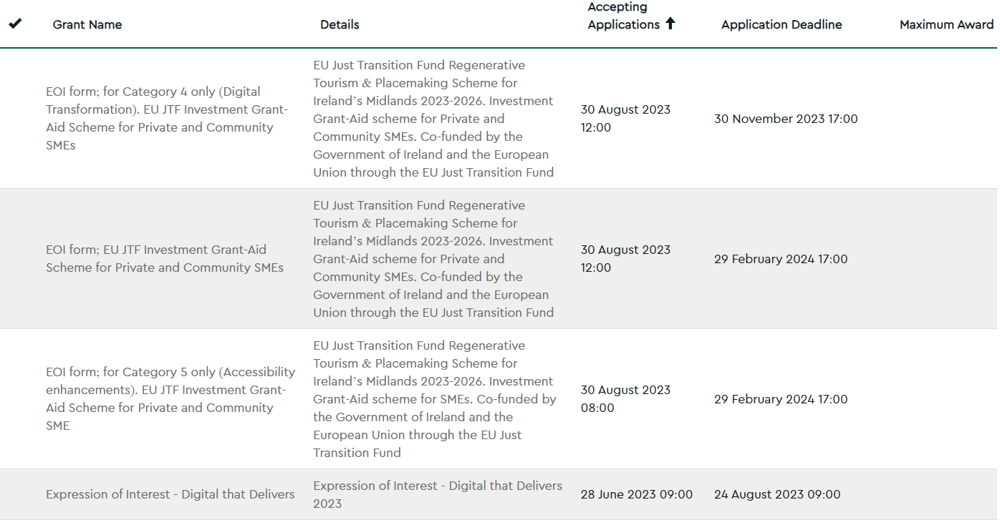 Grant Name
Details
Accepting
Applications
Application Deadline
Maximum Award
EOI form; for Category 4 only (Digital
Transformation). EU JTF Investment Grant-
Aid Scheme for Private and Community
SMEs
EU Just Transition Fund Regenerative
Tourism & Placemaking Scheme for
Ireland's Midlands 2023-2026. Investment
Grant-Aid scheme for Private and
Community SMEs. Co-funded by the
Government of Ireland and the European
Union through the EU Just Transition Fund
30 August 2023
12:00
30 November 2023 17:00
EOI form; EU JTF Investment Grant-Aid
Scheme for Private and Community SMEs
EU Just Transition Fund Regenerative
Tourism & Placemaking Scheme for
Ireland's Midlands 2023-2026. Investment
Grant-Aid scheme for Private and
Community SMEs. Co-funded by the
Government of Ireland and the European
Union through the EU Just Transition Fund
30 August 2023
12:00
29 February 2024 17:00
EOI form; for Category 5 only (Accessibility
enhancements). EU JTF Investment Grant-
Aid Scheme for Private and Community
SME
EU Just Transition Fund Regenerative
Tourism & Placemaking Scheme for
Ireland's Midlands 2023-2026. Investment
Grant-Aid scheme for SMEs. Co-funded by
the Government of Ireland and the
European Union through the EU Just
Transition Fund
30 August 2023
08:00
29 February 2024 17:00
Expression of Interest - Digital that Delivers
Expression of Interest - Digital that Delivers
2023
28 June 2023 09:00
24 August 2023 09:00